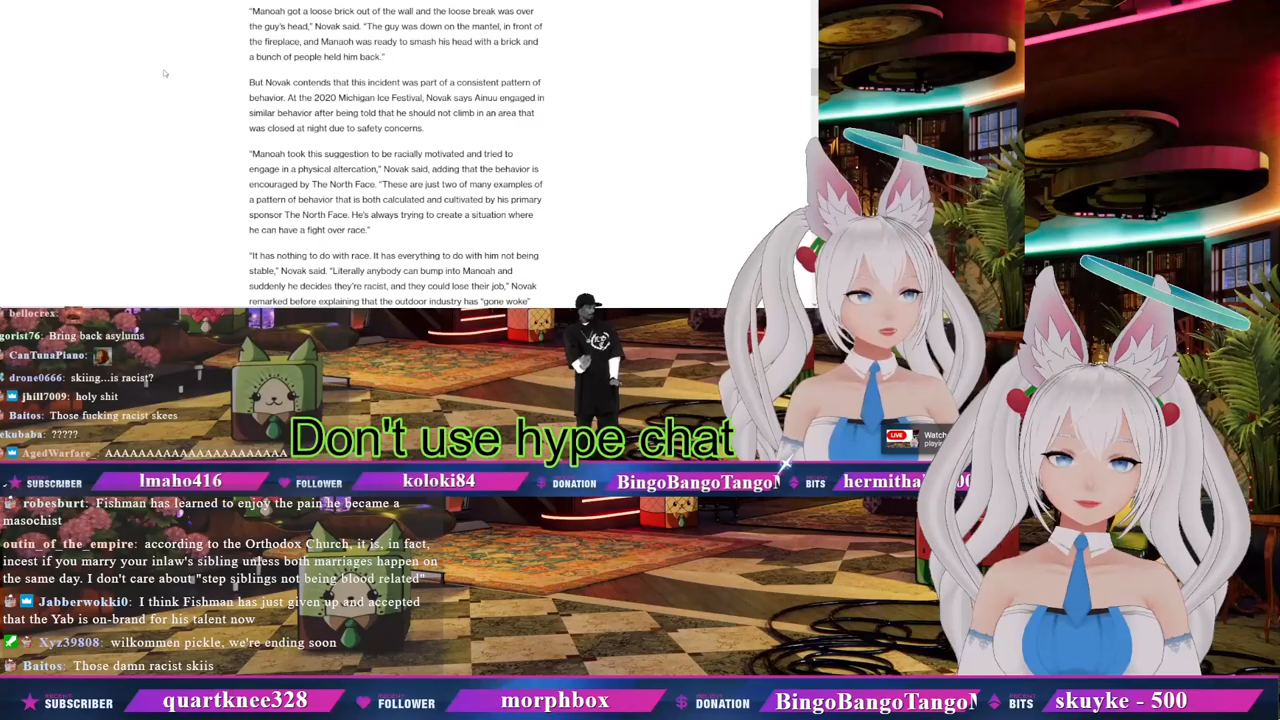 “Manoah got a loose brick out of the wall and the loose break was over
the guy’s head,” Novak said. “The guy was down on the mantel, in front of
the fireplace, and Manaoh was ready to smash his head with a brick and
a bunch of people held him back.”
But Novak contends that this incident was part of a consistent pattern of
behavior. At the 2020 Michigan Ice Festival, Novak says Ainuu engaged in
similar behavior after being told that he should not climb in an area that
was closed at night due to safety concerns.
“Manoah took this suggestion to be racially motivated and tried to
engage in a physical altercation,” Novak said, adding that the behavior is
encouraged by The North Face. “These are just two of many examples of
a pattern of behavior that is both calculated and cultivated by his primary
sponsor The North Face. He’s always trying to create a situation where
he can have a fight over race.”
“It has nothing to do with race. It has everything to do with him not being
stable,” Novak said. “Literally anybody can bump into Manoah and
suddenly he decides they’re racist, and they could lose their job,” Novak
remarked before explaining that the outdoor industry has “gone woke”
bellocrex:
gorist76: Bring back asylums
CanTunaPiano:
drone0666: skiing...is racist?
jhill7009: holy shit
Baitos: Those fucking racist skees
ekubaba: ?????
AgedWarfare_: AAAAAAAAAAAAAAAAAAAAAAA
Don't use hype chat
LIVE Watch
SUBSCRIBER lmaho416 FOLLOWER koloki84 DONATION BingoBangoTango BITS
robesburt: Fishman has learned to enjoy the pain he became a
masochist
outin_of_the_empire: according to the Orthodox Church, it is, in fact,
incest if you marry your inlaw's sibling unless both marriages happen on
the same day. I don't care about "step siblings not being blood related"
Jabberwokki0: I think Fishman has just given up and accepted
that the Yab is on-brand for his talent now
Xyz39808: wilkommen pickle, we're ending soon
Baitos: Those damn racist skiis
RECENT SUBSCRIBER quartknee328 RECENT FOLLOWER morphbox RECENT DONATION BingoBangoTango RECENT BITS skuyke - 500